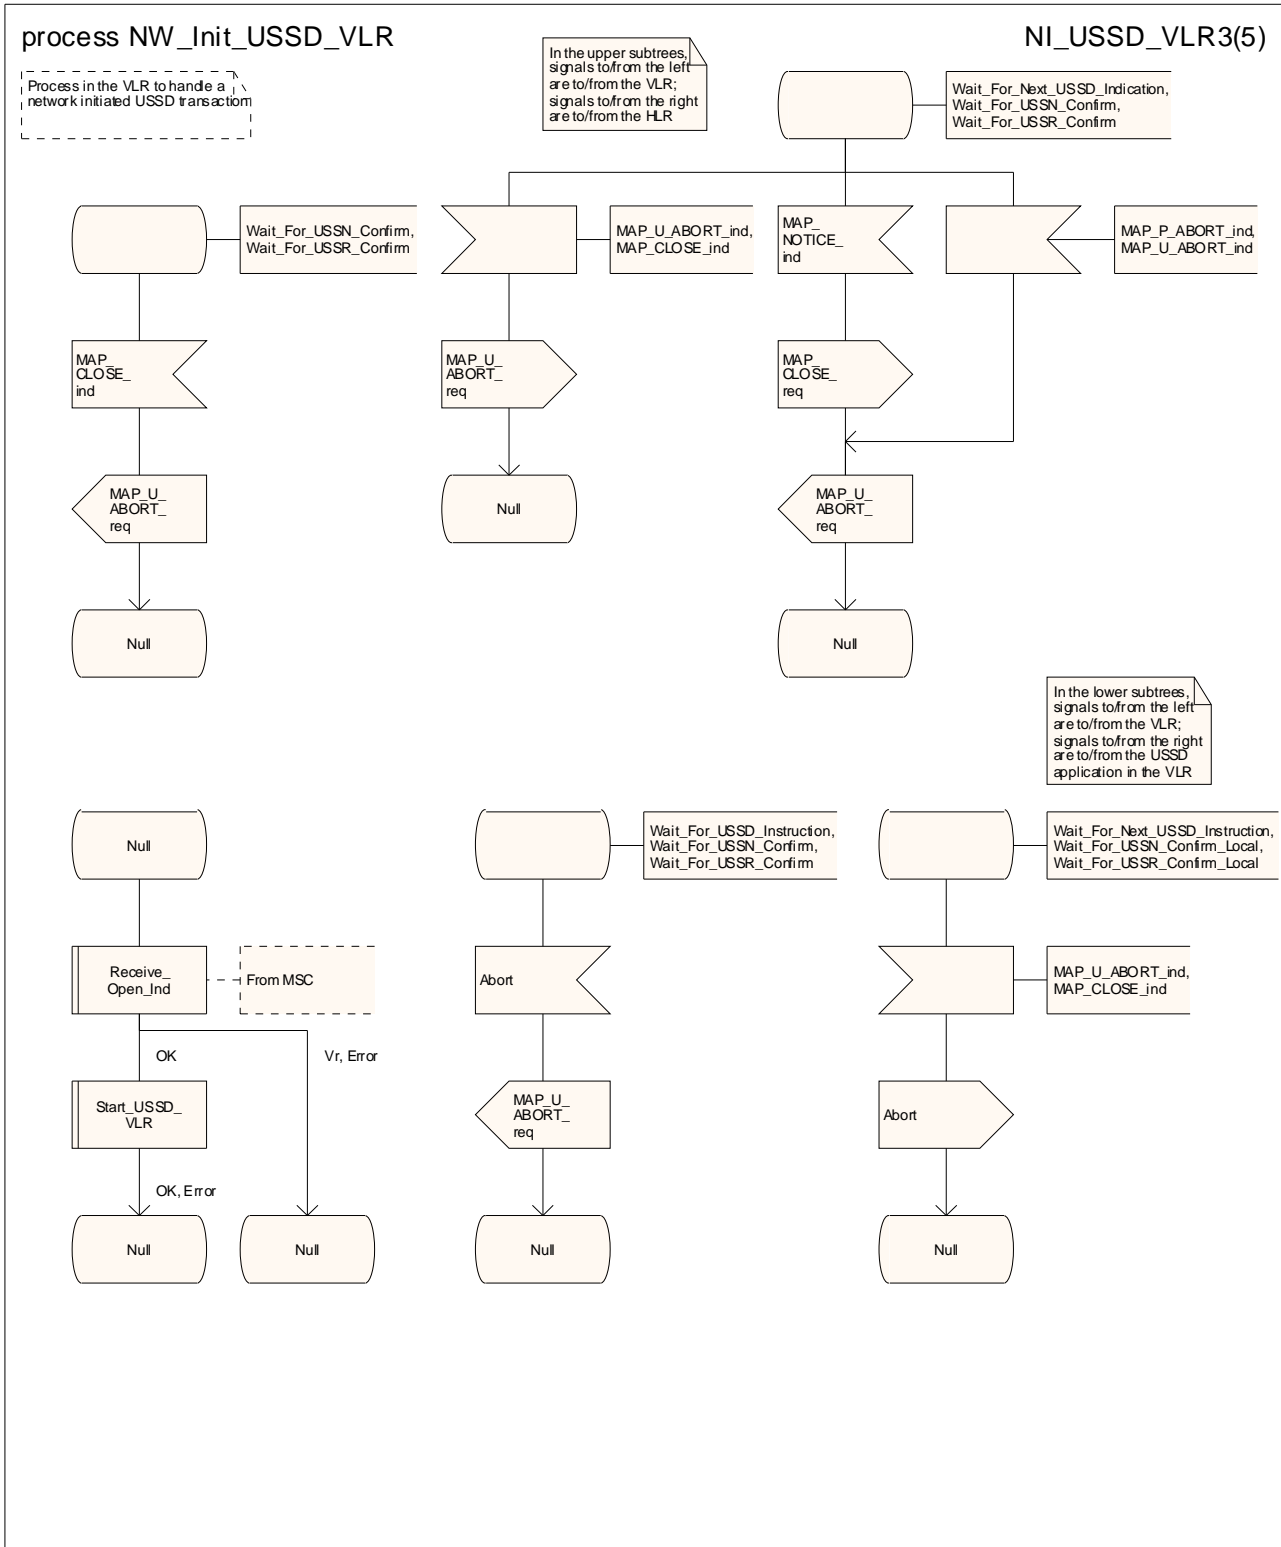 process NW_Init_USSD_VLR
NI_USSD_VLR3(5)
Process in the VLR to handle a
network initiated USSD transaction
In the upper subtrees,
signals to/from the left
are to/from the VLR;
signals to/from the right
are to/from the HLR
Wait_For_Next_USSD_Indication,
Wait_For_USSN_Confirm,
Wait_For_USSR_Confirm
Wait_For_USSN_Confirm,
Wait_For_USSR_Confirm
MAP_U_ABORT_ind,
MAP_CLOSE_ind
MAP_
NOTICE_
ind
MAP_P_ABORT_ind,
MAP_U_ABORT_ind
MAP_
CLOSE_
ind
MAP_U_
ABORT_
req
MAP_
CLOSE_
req
MAP_U_
ABORT_
req
Null
MAP_U_
ABORT_
req
Null
Null
In the lower subtrees,
signals to/from the left
are to/from the VLR;
signals to/from the right
are to/from the USSD
application in the VLR
Null
Wait_For_USSD_Instruction,
Wait_For_USSN_Confirm,
Wait_For_USSR_Confirm
Wait_For_Next_USSD_Instruction,
Wait_For_USSN_Confirm_Local,
Wait_For_USSR_Confirm_Local
Receive_
Open_Ind
From MSC
Abort
MAP_U_ABORT_ind,
MAP_CLOSE_ind
OK
Vr, Error
Start_USSD_
VLR
MAP_U_
ABORT_
req
Abort
OK, Error
Null
Null
Null
Null